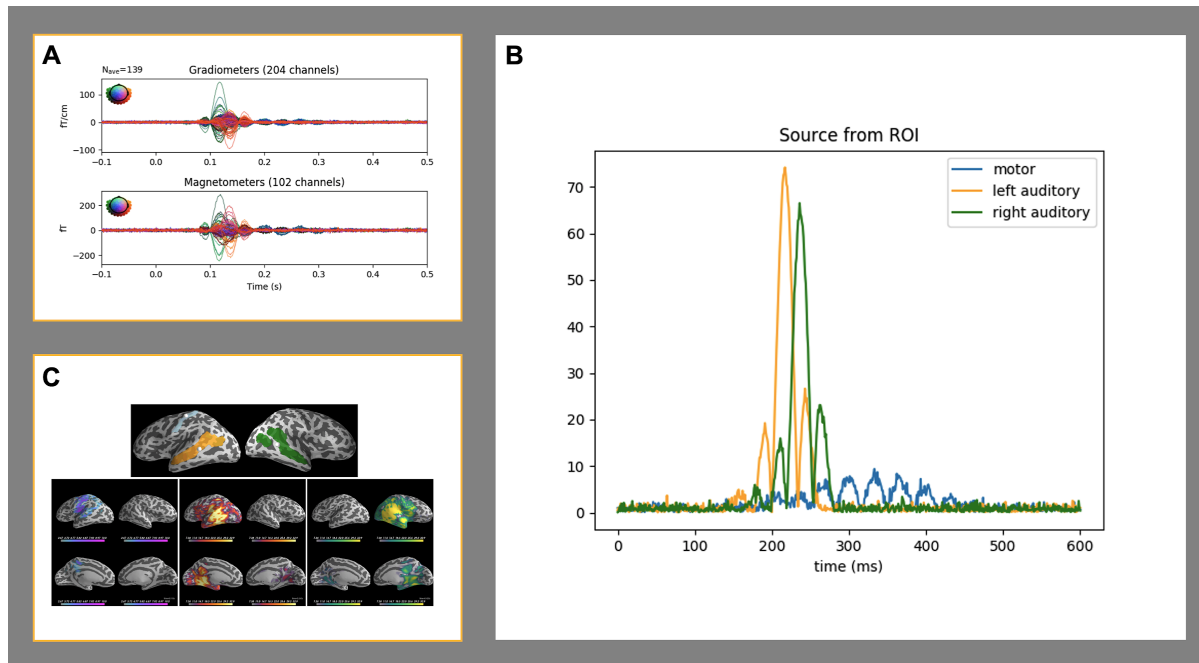 A
N_ave=139
Gradiometers (204 channels)
100
0
−100
fT/cm
−0.1 0.0 0.1 0.2 0.3 0.4 0.5
Magnetometers (102 channels)
200
0
−200
fT
−0.1 0.0 0.1 0.2 0.3 0.4 0.5
Time (s)
C
B
Source from ROI
motor
left auditory
right auditory
70
60
50
40
30
20
10
0
0 100 200 300 400 500 600
time (ms)